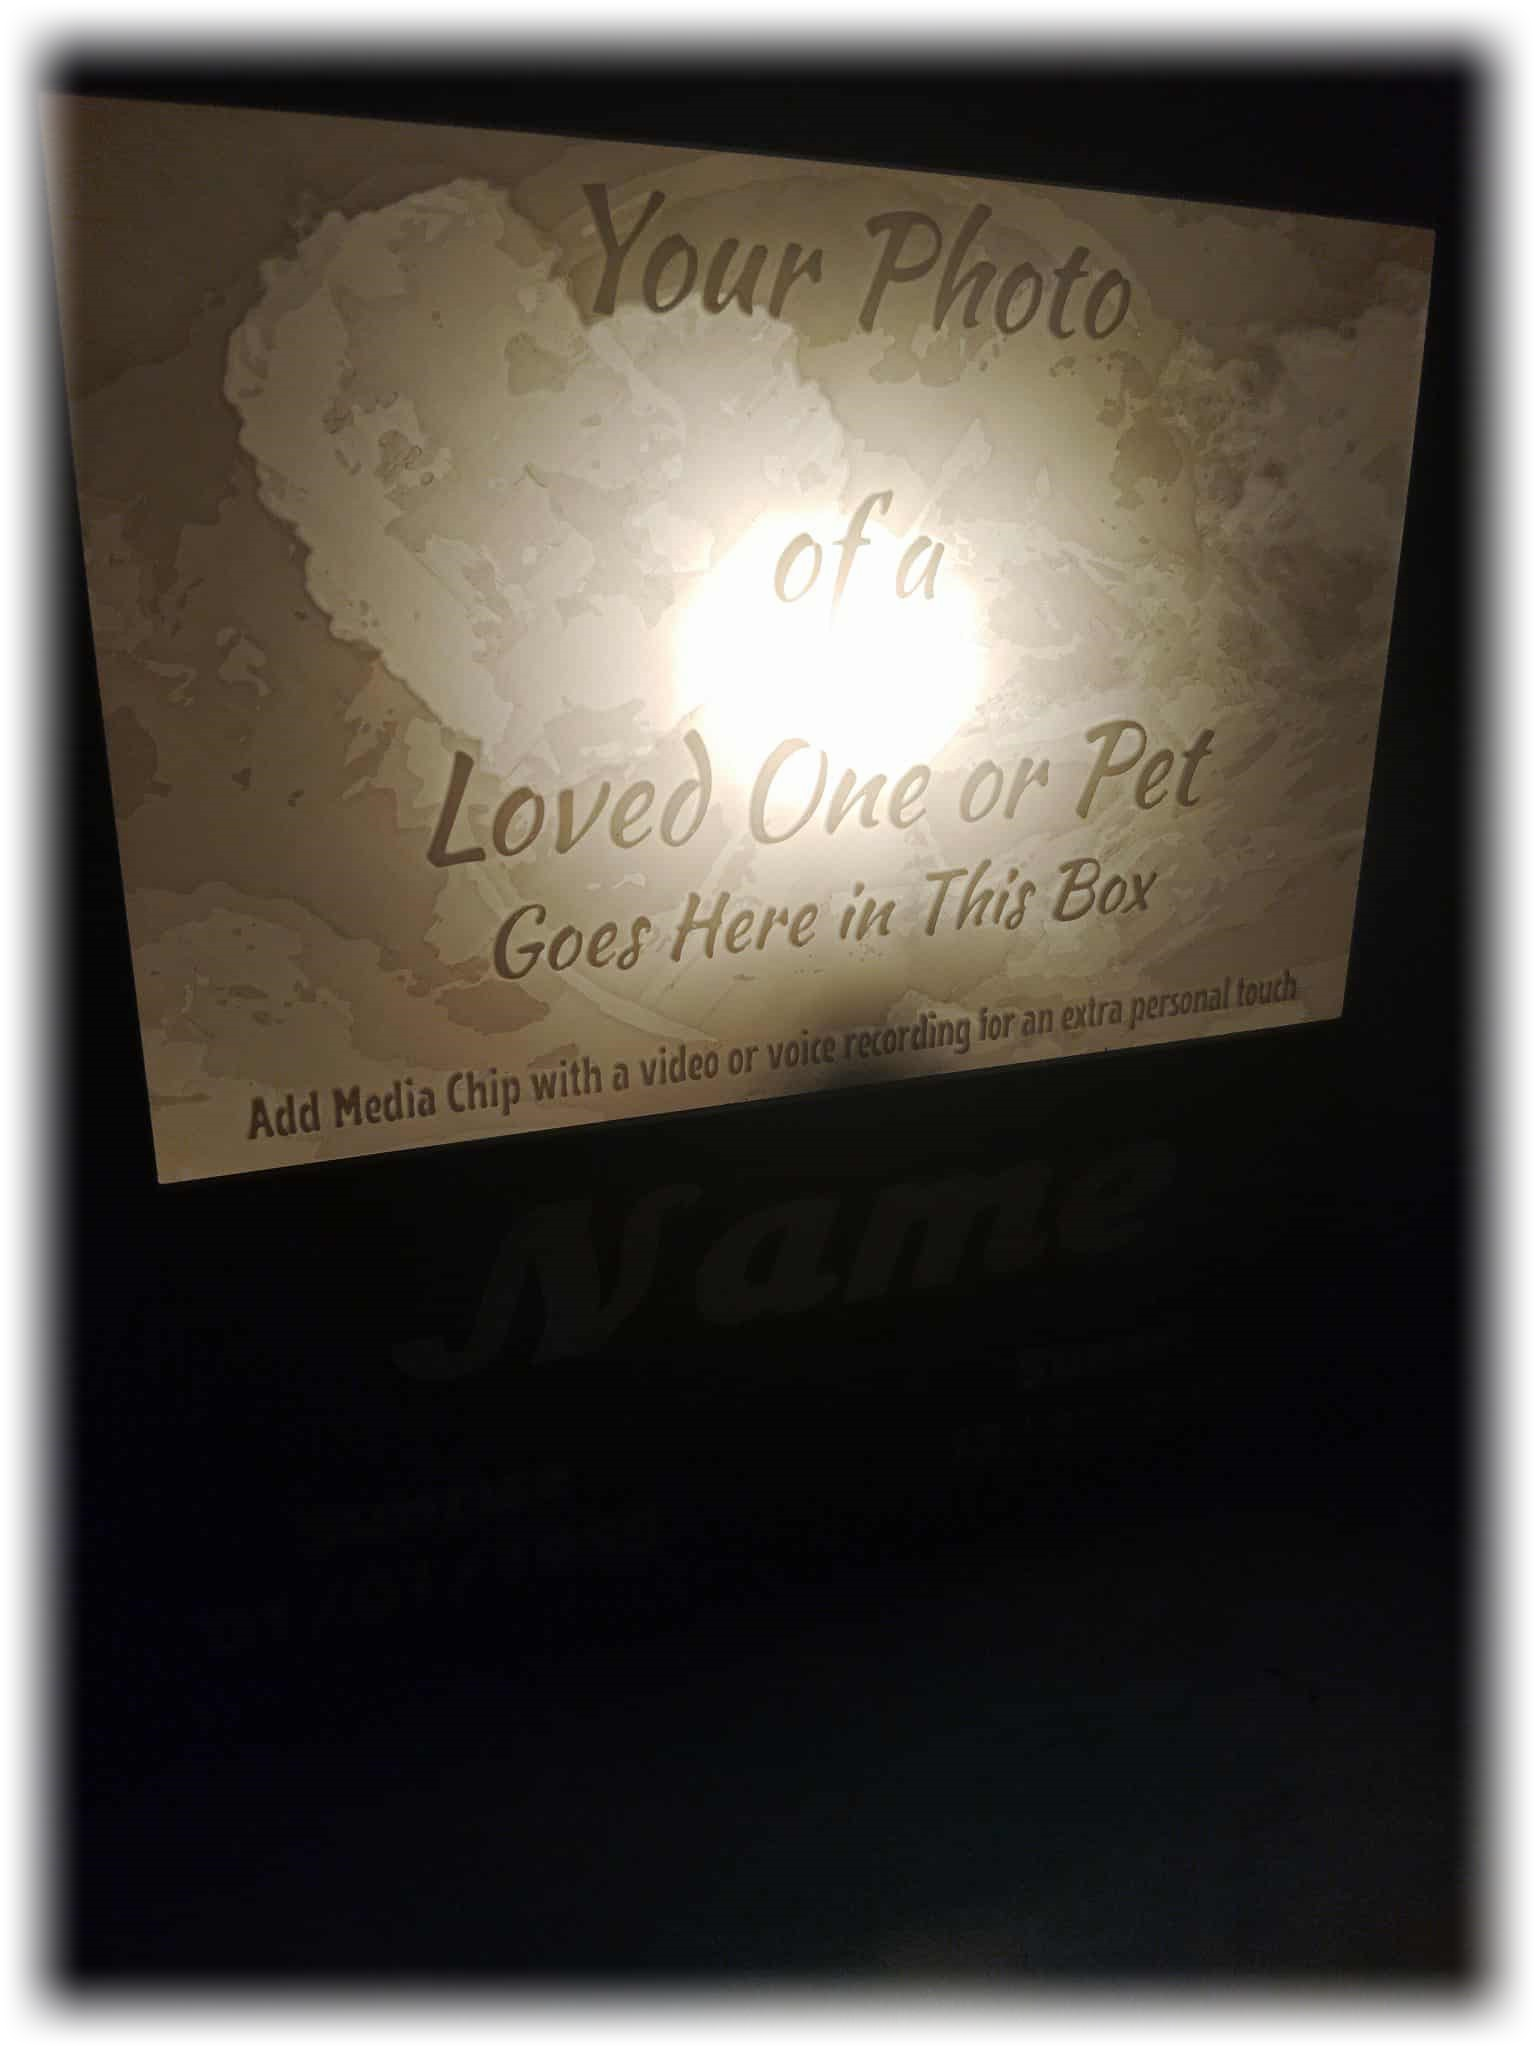 Your Photo
of a
Loved One or Pet
Goes Here in This Box
Add Media Chip with a video or voice recording for an extra personal touch
Name